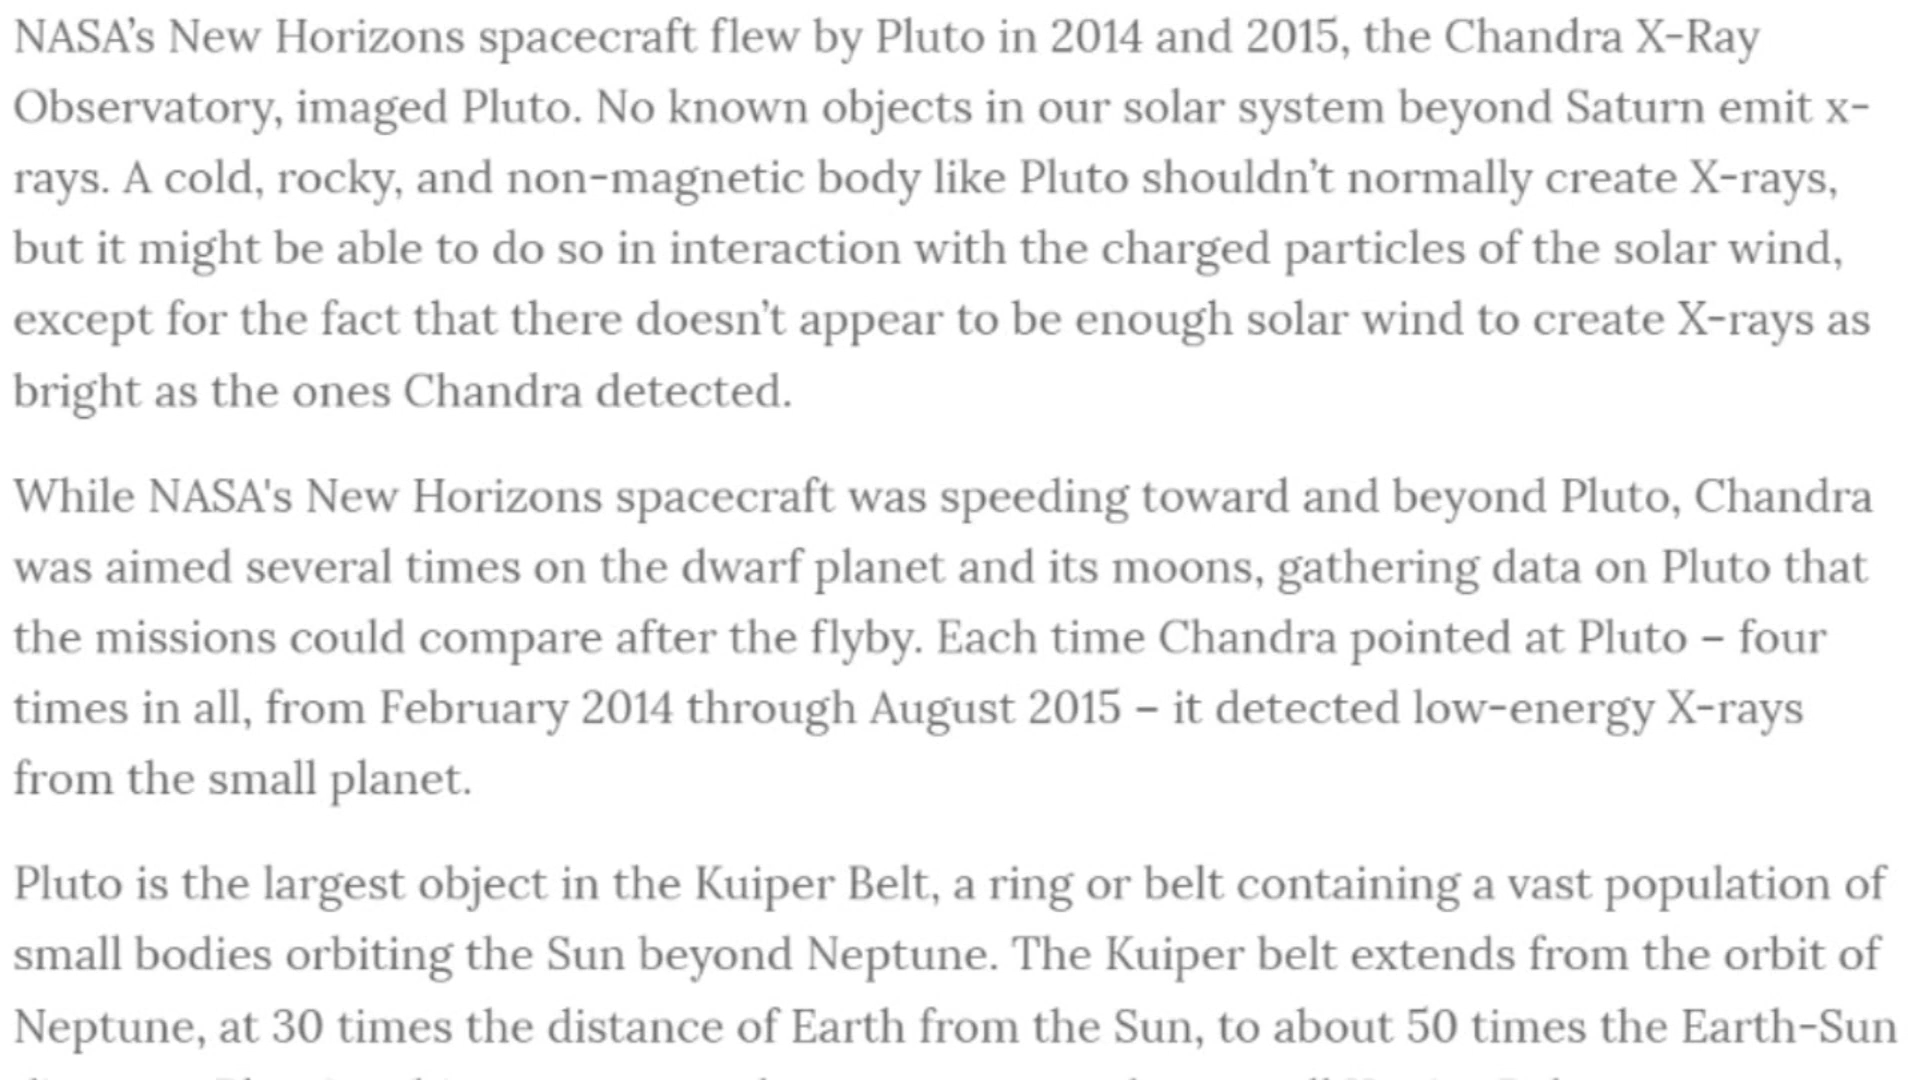 NASA’s New Horizons spacecraft flew by Pluto in 2014 and 2015, the Chandra X-Ray
Observatory, imaged Pluto. No known objects in our solar system beyond Saturn emit x-
rays. A cold, rocky, and non-magnetic body like Pluto shouldn’t normally create X-rays,
but it might be able to do so in interaction with the charged particles of the solar wind,
except for the fact that there doesn’t appear to be enough solar wind to create X-rays as
bright as the ones Chandra detected.
While NASA's New Horizons spacecraft was speeding toward and beyond Pluto, Chandra
was aimed several times on the dwarf planet and its moons, gathering data on Pluto that
the missions could compare after the flyby. Each time Chandra pointed at Pluto – four
times in all, from February 2014 through August 2015 – it detected low-energy X-rays
from the small planet.
Pluto is the largest object in the Kuiper Belt, a ring or belt containing a vast population of
small bodies orbiting the Sun beyond Neptune. The Kuiper belt extends from the orbit of
Neptune, at 30 times the distance of Earth from the Sun, to about 50 times the Earth-Sun